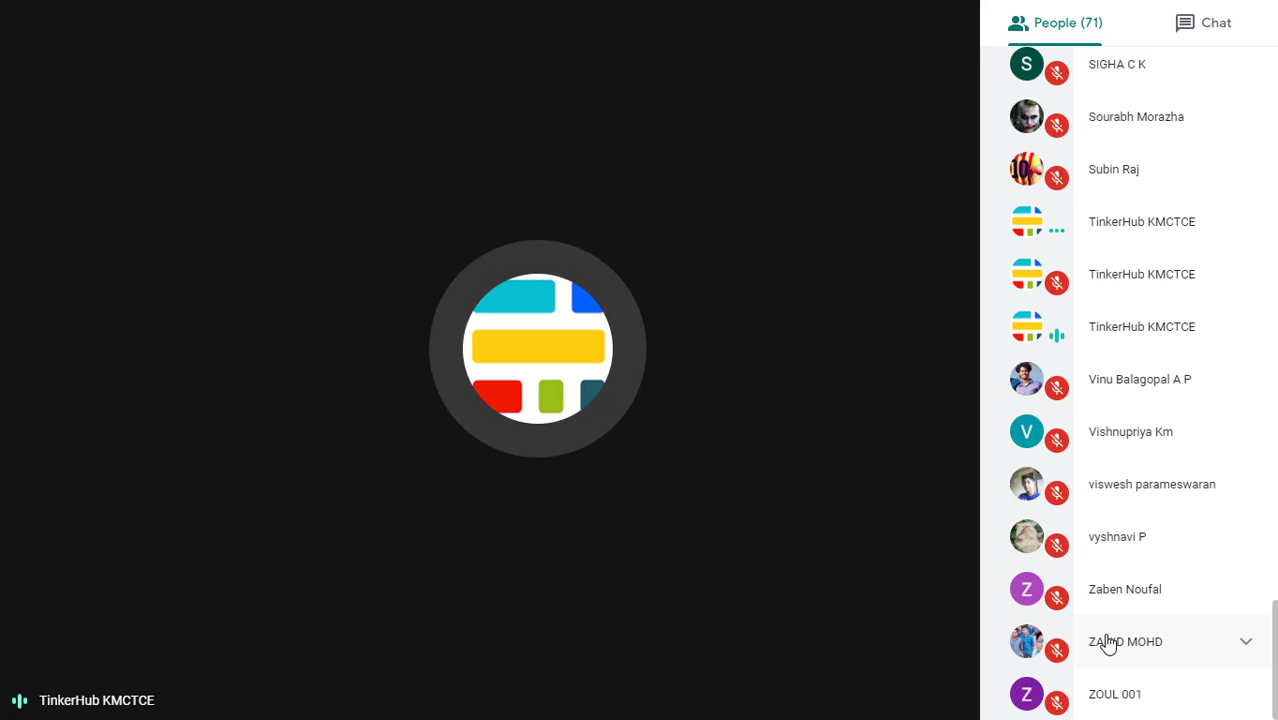 People (71)
Chat
S
SIGHA C K
Sourabh Morazha
10
Subin Raj
TinkerHub KMCTCE
TinkerHub KMCTCE
TinkerHub KMCTCE
Vinu Balagopal A P
V
Vishnupriya Km
viswesh parameswaran
vyshnavi P
Z
Zaben Noufal
MOHD
Z
ZOUL 001
TinkerHub KMCTCE